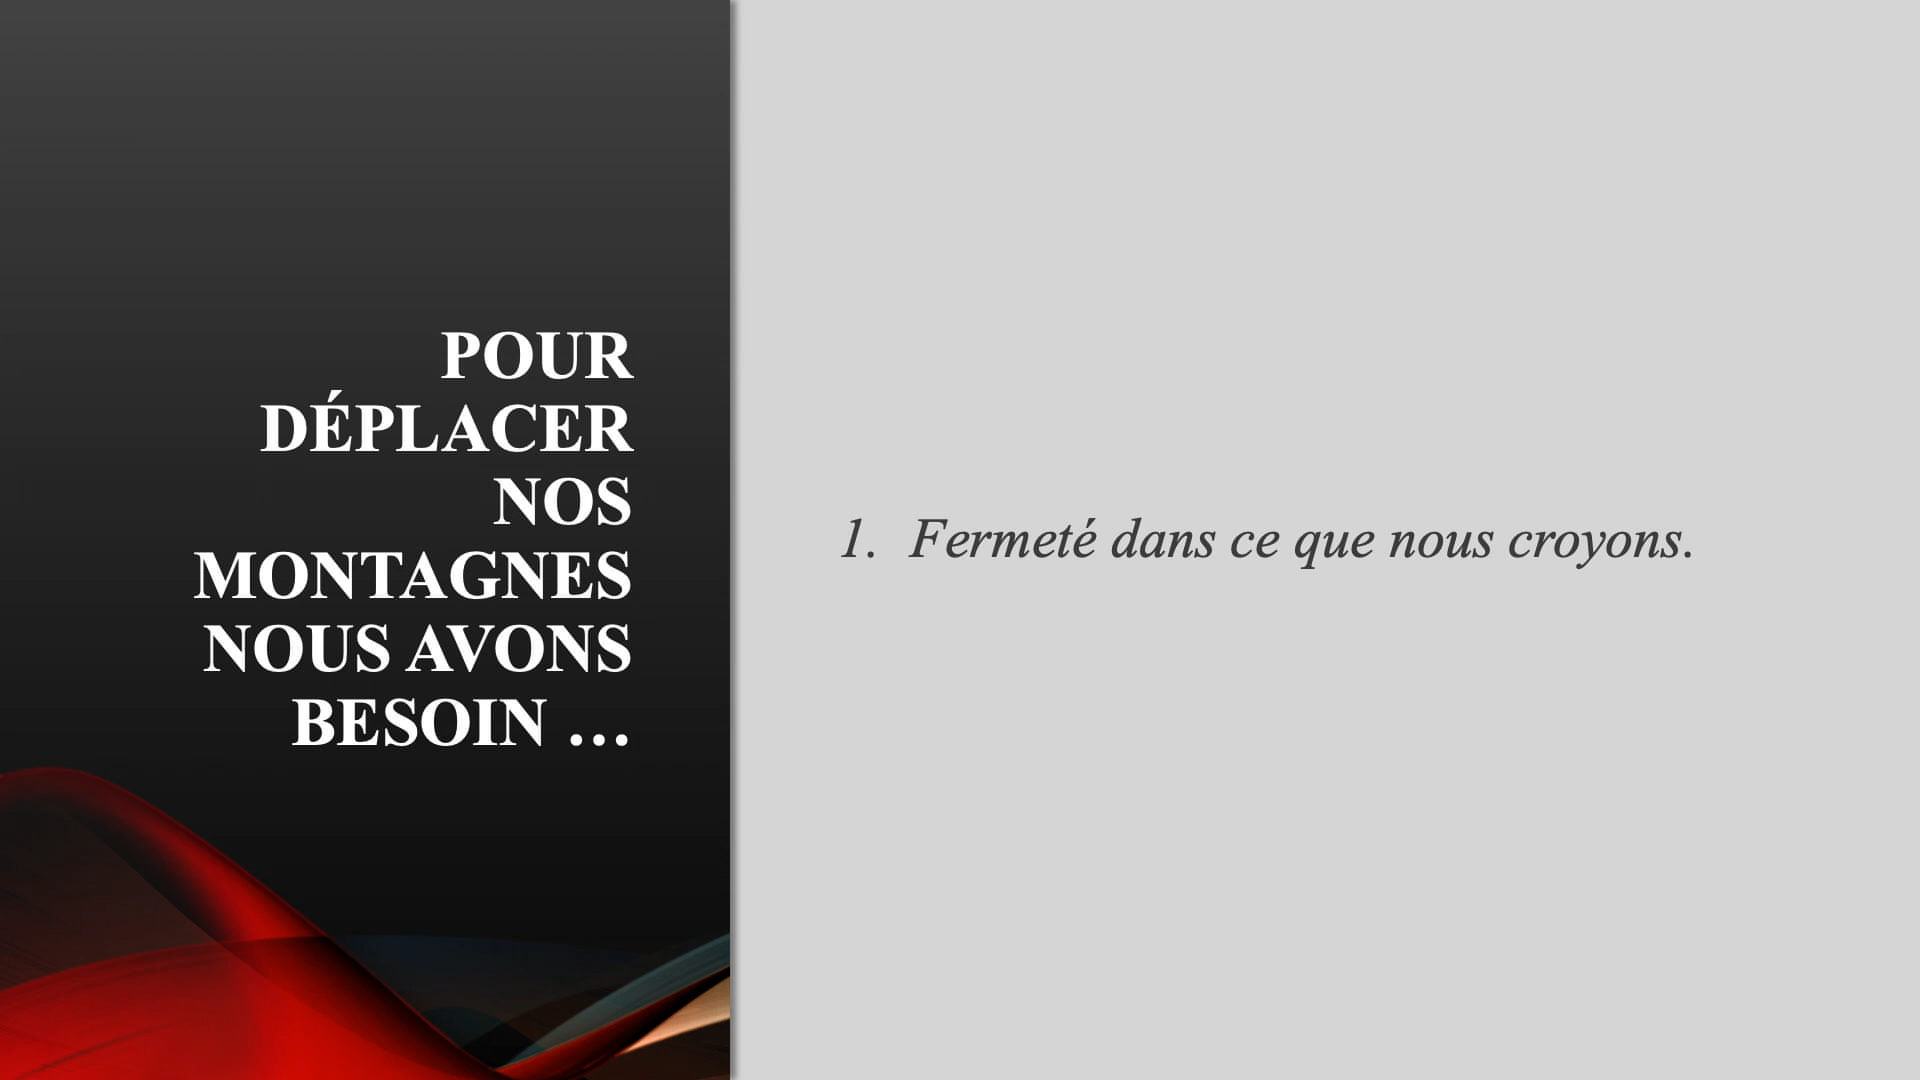 POUR
DÉPLACER
NOS
MONTAGNES
NOUS AVONS
BESOIN …
1. Fermeté dans ce que nous croyons.